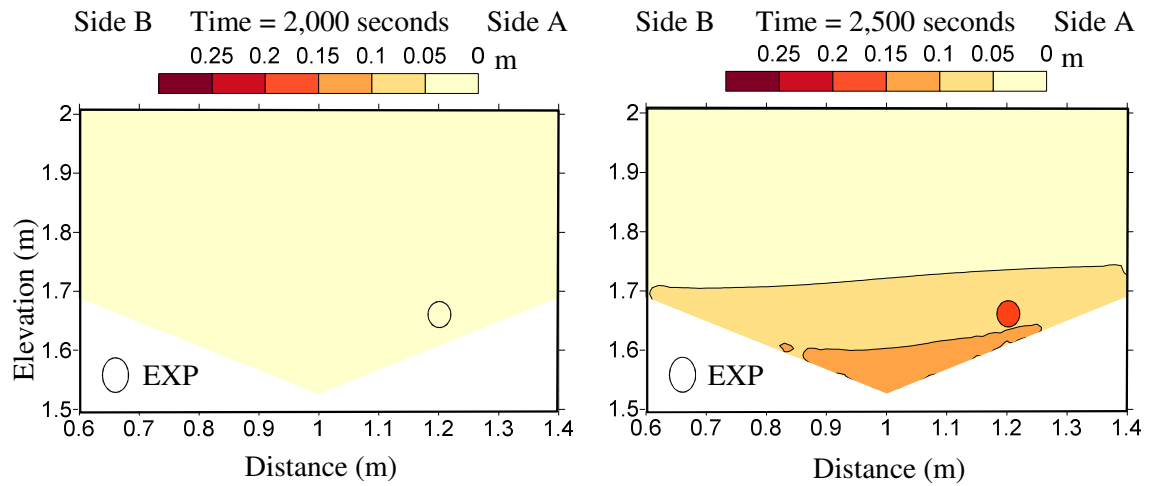 Side B Time = 2,000 seconds Side A
0.25 0.2 0.15 0.1 0.05 0 m
2
1.9
1.8
1.7
1.6
1.5
Elevation (m)
EXP
0.6 0.7 0.8 0.9 1 1.1 1.2 1.3 1.4
Distance (m)
Side B Time = 2,500 seconds Side A
0.25 0.2 0.15 0.1 0.05 0 m
2
1.9
1.8
1.7
1.6
1.5
EXP
0.6 0.7 0.8 0.9 1 1.1 1.2 1.3 1.4
Distance (m)